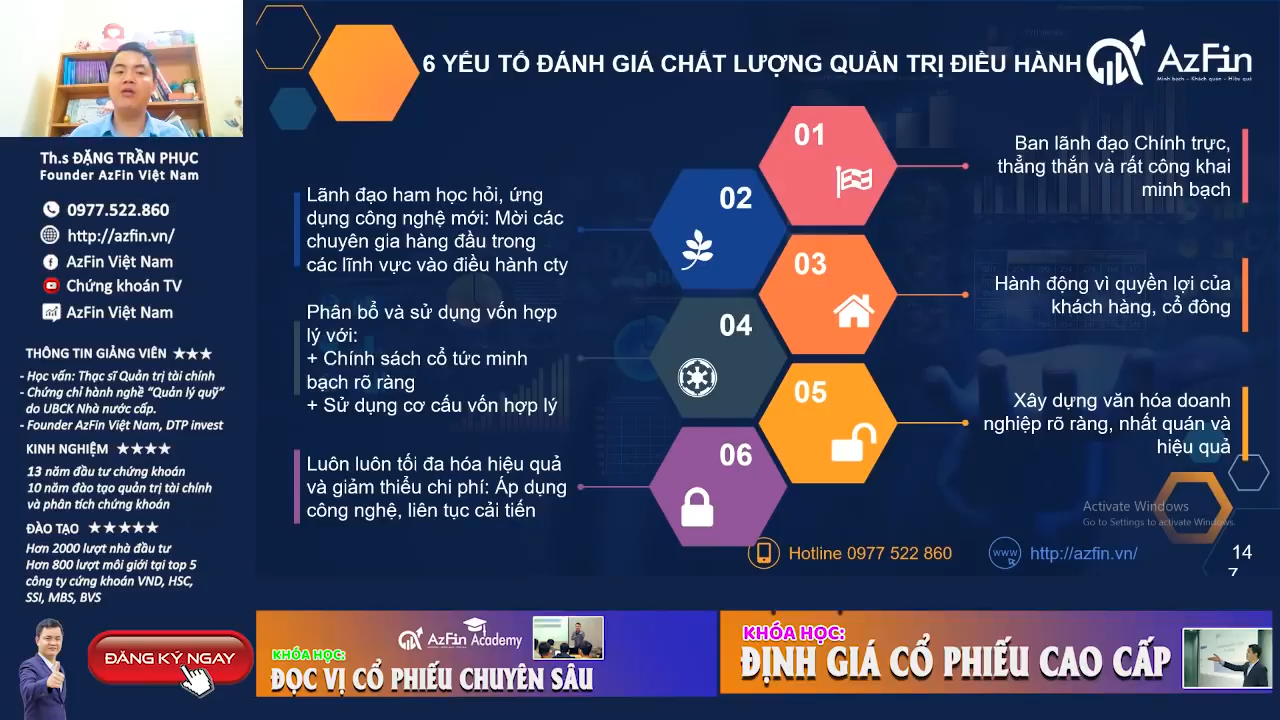 6 YẾU TỐ ĐÁNH GIÁ CHẤT LƯỢNG QUẢN TRỊ ĐIỀU HÀNH
AzFin
Minh bạch - Khách quan - Hiệu quả
Th.s ĐẶNG TRẦN PHỤC
Founder AzFin Việt Nam
0977.522.860
http://azfin.vn/
AzFin Việt Nam
Chứng khoán TV
AzFin Việt Nam
THÔNG TIN GIẢNG VIÊN ★★★
- Học vấn: Thạc sĩ Quản trị tài chính
- Chứng chỉ hành nghề “Quản lý quỹ”
do UBCK Nhà nước cấp.
- Founder AzFin Việt Nam, DTP invest
KINH NGHIỆM ★★★★
13 năm đầu tư chứng khoán
10 năm đào tạo quản trị tài chính
và phân tích chứng khoán
ĐÀO TẠO ★★★★★
Hơn 2000 lượt nhà đầu tư
Hơn 800 lượt môi giới tại top 5
công ty cứng khoán VND, HSC,
SSI, MBS, BVS
ĐĂNG KÝ NGAY
01
Ban lãnh đạo Chính trực,
thẳng thắn và rất công khai
minh bạch
02
Lãnh đạo ham học hỏi, ứng
dụng công nghệ mới: Mời các
chuyên gia hàng đầu trong
các lĩnh vực vào điều hành cty
03
Hành động vì quyền lợi của
khách hàng, cổ đông
04
Phân bổ và sử dụng vốn hợp
lý với:
+ Chính sách cổ tức minh
bạch rõ ràng
+ Sử dụng cơ cấu vốn hợp lý
05
Xây dựng văn hóa doanh
nghiệp rõ ràng, nhất quán và
hiệu quả
06
Luôn luôn tối đa hóa hiệu quả
và giảm thiểu chi phí: Áp dụng
công nghệ, liên tục cải tiến
Activate Windows
Go to Settings to activate Windows.
Hotline 0977 522 860
www
http://azfin.vn/
14
7
AzFin Academy
KHÓA HỌC:
ĐỌC VỊ CỔ PHIẾU CHUYÊN SÂU
KHÓA HỌC:
ĐỊNH GIÁ CỔ PHIẾU CAO CẤP